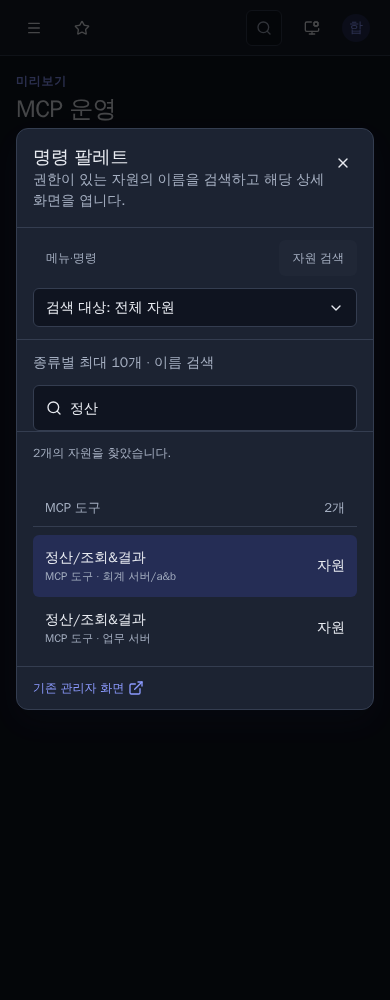 합
미리보기
MCP 운영
명령 팔레트
권한이 있는 자원의 이름을 검색하고 해당 상세
화면을 엽니다.
메뉴·명령
자원 검색
검색 대상: 전체 자원
종류별 최대 10개 · 이름 검색
정산
2개의 자원을 찾았습니다.
MCP 도구
2개
정산/조회&결과
MCP 도구 · 회계 서버/a&b
자원
정산/조회&결과
MCP 도구 · 업무 서버
자원
기존 관리자 화면